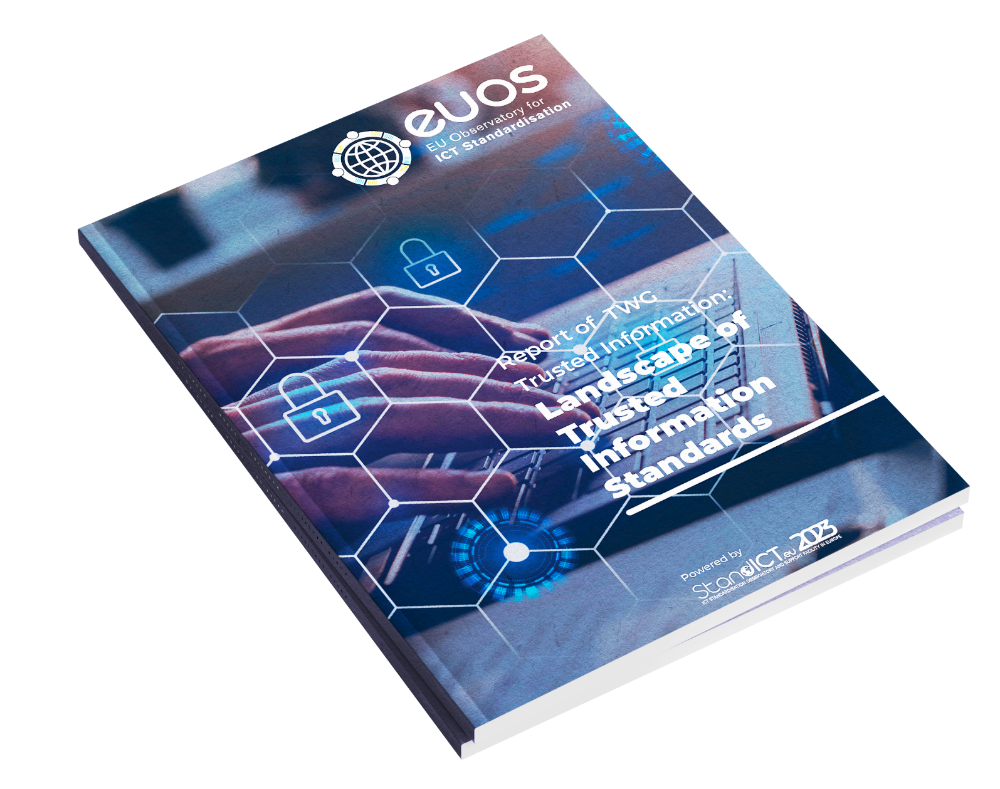 euos
EU Observatory for
ICT Standardisation
Report of TWG
Trusted Information:
Landscape of
Trusted
Information
Standards
Powered by
standICT.eu 2023
ICT STANDARDISATION OBSERVATORY AND SUPPORT FACILITY IN EUROPE